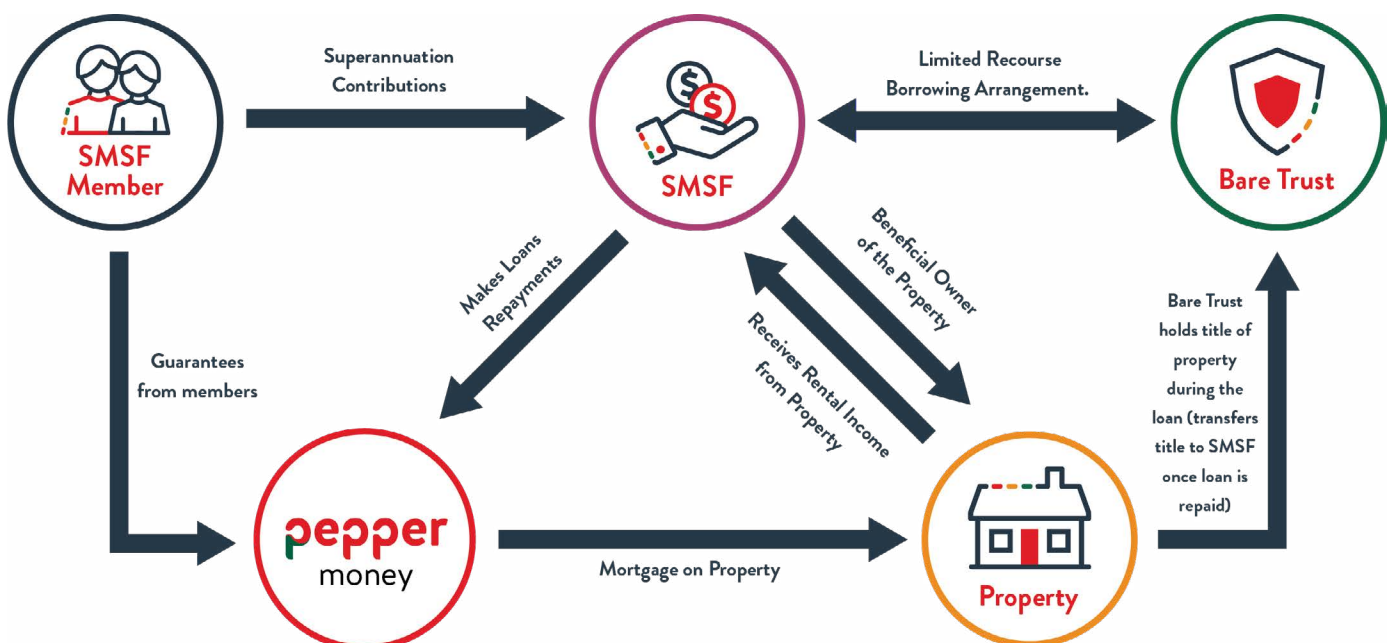 Superannuation
Contributions
Limited Recourse
Borrowing Arrangement.
SMSF
Member
SMSF
Bare Trust
Makes Loans
Repayments
Beneficial Owner
of the Property
Receives Rental Income
from Property
Guarantees
from members
Bare Trust
holds title of
property
during the
loan (transfers
title to SMSF
once loan is
repaid)
pepper
money
Mortgage on Property
Property
$
$